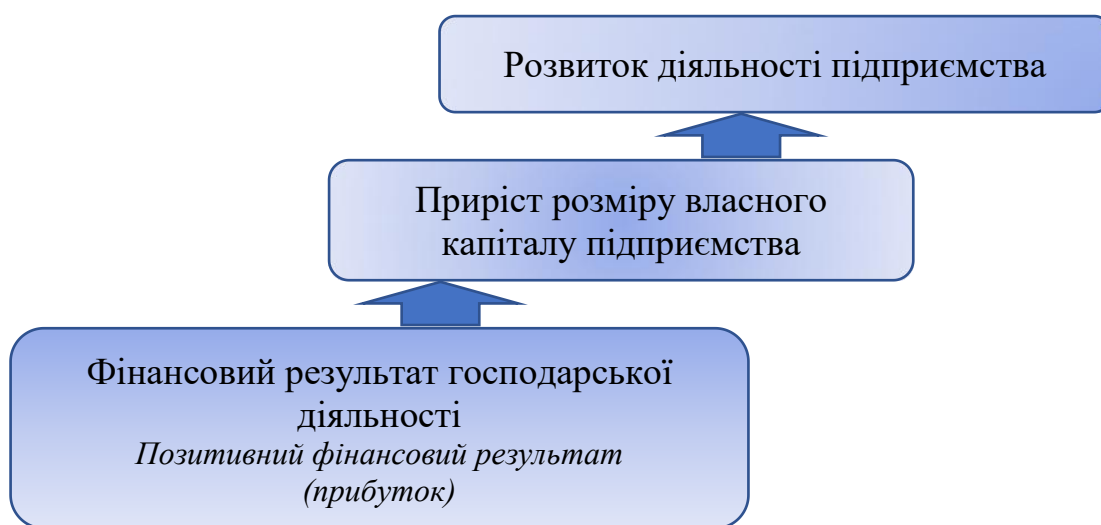 Розвиток діяльності підприємства
Приріст розміру власного
капіталу підприємства
Фінансовий результат господарської
діяльності
Позитивний фінансовий результат
(прибуток)